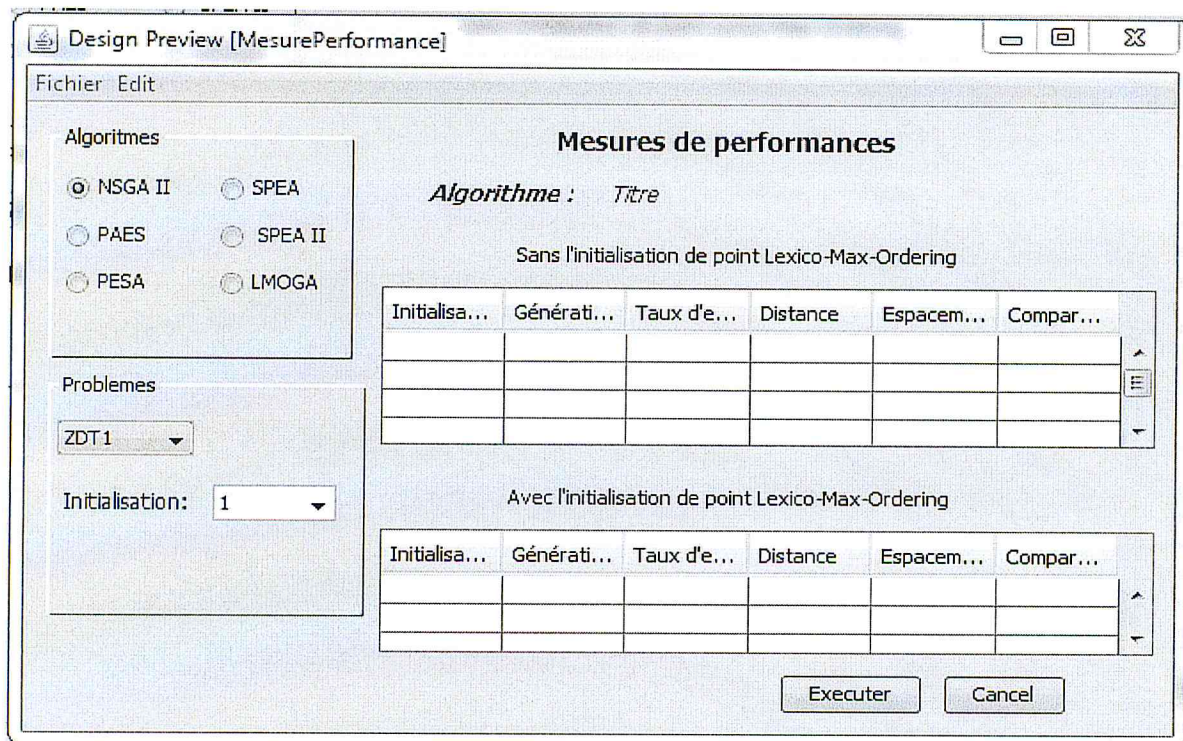 Design Preview [MesurePerformance]
Fichier Edit
Algoritmes
NSGA II SPEA
PAES SPEA II
PESA LMOGA
Problemes
ZDT1
Initialisation: 1
Mesures de performances
Algorithme : Titre
Sans l'initialisation de point Lexico-Max-Ordering
Initialisa... Générati... Taux d'e... Distance Espacem... Compar...
Avec l'initialisation de point Lexico-Max-Ordering
Initialisa... Générati... Taux d'e... Distance Espacem... Compar...
Executer Cancel